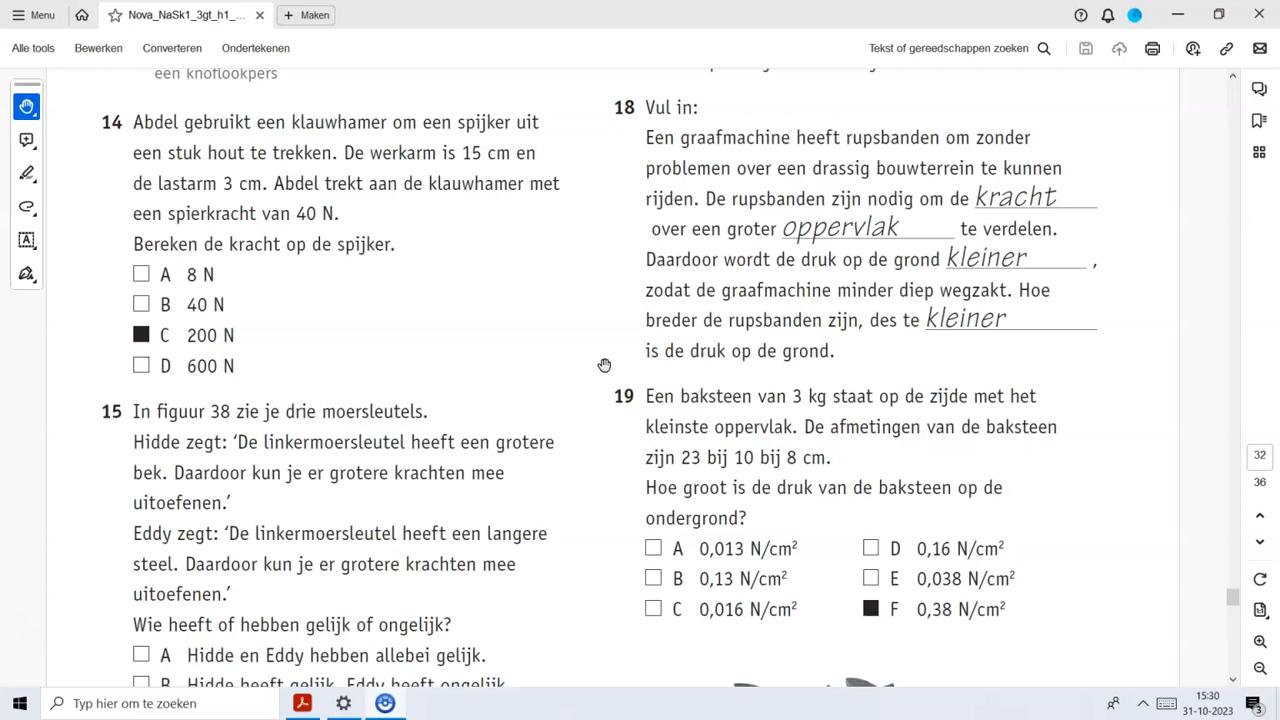 Menu
Nova_NaSk1_3gt_h1_...
Maken
Alle tools
Bewerken
Converteren
Ondertekenen
Tekst of gereedschappen zoeken
een knoflookpers
14 Abdel gebruikt een klauwhamer om een spijker uit
een stuk hout te trekken. De werkarm is 15 cm en
de lastarm 3 cm. Abdel trekt aan de klauwhamer met
een spierkracht van 40 N.
Bereken de kracht op de spijker.
A 8 N
B 40 N
C 200 N
D 600 N
15 In figuur 38 zie je drie moersleutels.
Hidde zegt: ‘De linkermoersleutel heeft een grotere
bek. Daardoor kun je er grotere krachten mee
uitoefenen.’
Eddy zegt: ‘De linkermoersleutel heeft een langere
steel. Daardoor kun je er grotere krachten mee
uitoefenen.’
Wie heeft of hebben gelijk of ongelijk?
A Hidde en Eddy hebben allebei gelijk.
B Hidde heeft gelijk, Eddy heeft ongelijk.
18 Vul in:
Een graafmachine heeft rupsbanden om zonder
problemen over een drassig bouwterrein te kunnen
rijden. De rupsbanden zijn nodig om de kracht
over een groter oppervlak te verdelen.
Daardoor wordt de druk op de grond kleiner ,
zodat de graafmachine minder diep wegzakt. Hoe
breder de rupsbanden zijn, des te kleiner
is de druk op de grond.
19 Een baksteen van 3 kg staat op de zijde met het
kleinste oppervlak. De afmetingen van de baksteen
zijn 23 bij 10 bij 8 cm.
Hoe groot is de druk van de baksteen op de
ondergrond?
A 0,013 N/cm²
B 0,13 N/cm²
C 0,016 N/cm²
D 0,16 N/cm²
E 0,038 N/cm²
F 0,38 N/cm²
32
36
Typ hier om te zoeken
15:30
31-10-2023
3